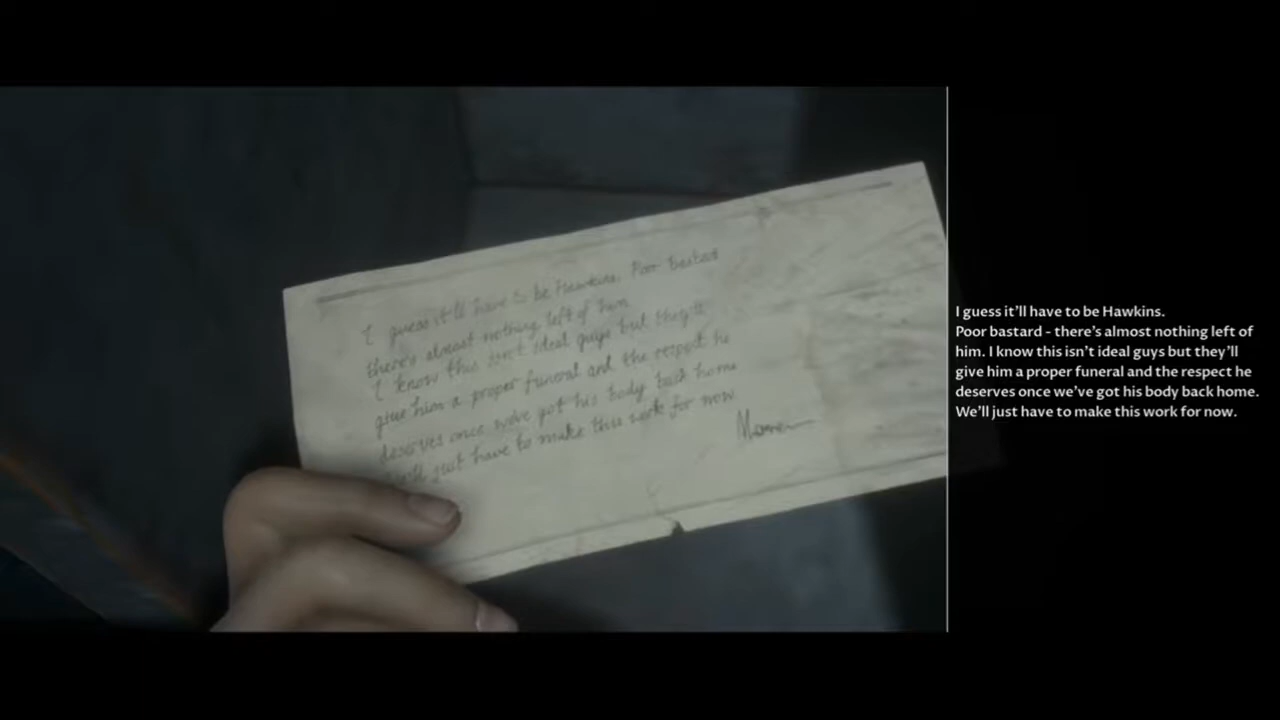 I guess it'll have to be Hawkins. Poor bastard
there's almost nothing left of him
I know this isn't ideal guys but they'll
give him a proper funeral and the respect he
deserves once we've got his body back home
We'll just have to make this work for now
I guess it'll have to be Hawkins.
Poor bastard - there's almost nothing left of
him. I know this isn't ideal guys but they'll
give him a proper funeral and the respect he
deserves once we've got his body back home.
We'll just have to make this work for now.